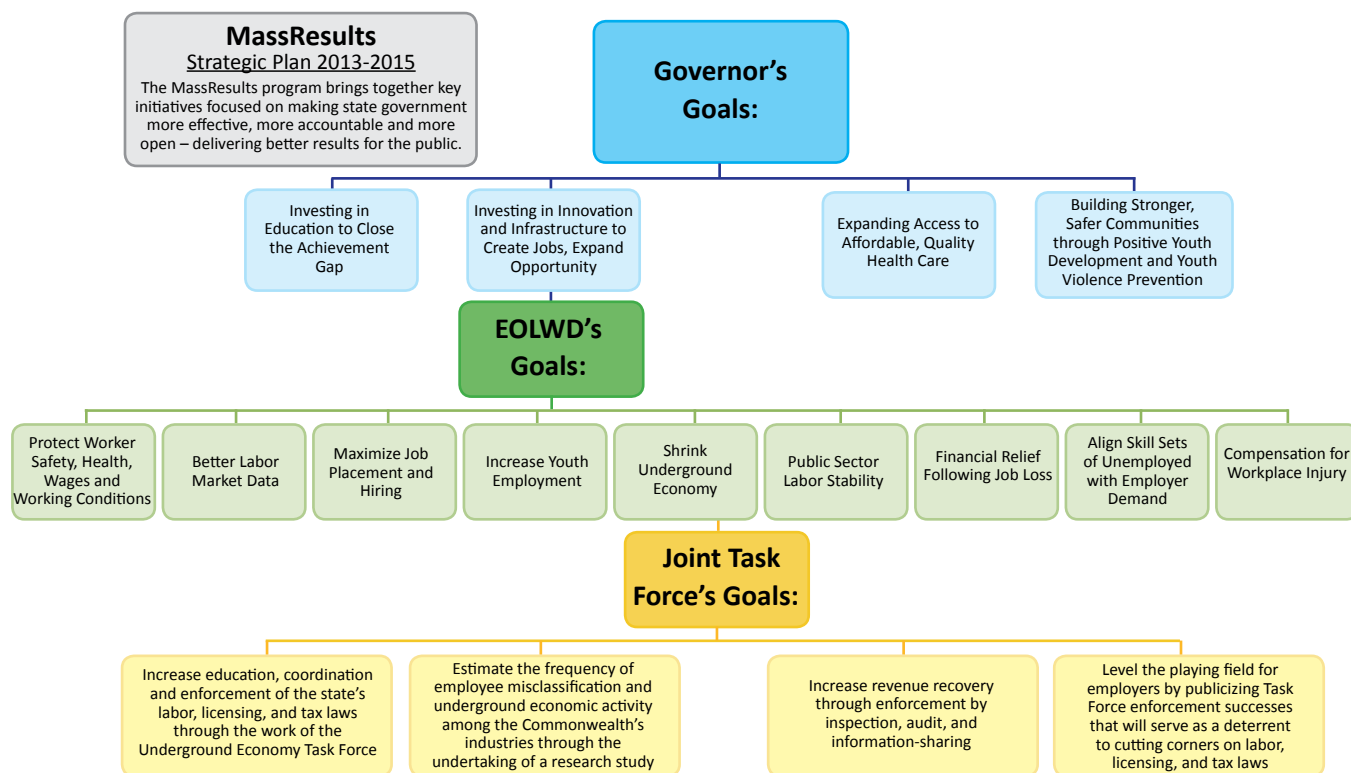 MassResults
Strategic Plan 2013-2015
The MassResults program brings together key
initiatives focused on making state government
more effective, more accountable and more
open – delivering better results for the public.
Governor’s
Goals:
Investing in
Education to Close
the Achievement
Gap
Investing in Innovation
and Infrastructure to
Create Jobs, Expand
Opportunity
Expanding Access to
Affordable, Quality
Health Care
Building Stronger,
Safer Communities
through Positive Youth
Development and Youth
Violence Prevention
EOLWD’s
Goals:
Protect Worker
Safety, Health,
Wages and
Working Conditions
Better Labor
Market Data
Maximize Job
Placement and
Hiring
Increase Youth
Employment
Shrink
Underground
Economy
Public Sector
Labor Stability
Financial Relief
Following Job Loss
Align Skill Sets
of Unemployed
with Employer
Demand
Compensation for
Workplace Injury
Joint Task
Force’s Goals:
Increase education, coordination
and enforcement of the state’s
labor, licensing, and tax laws
through the work of the
Underground Economy Task Force
Estimate the frequency of
employee misclassification and
underground economic activity
among the Commonwealth’s
industries through the
undertaking of a research study
Increase revenue recovery
through enforcement by
inspection, audit, and
information-sharing
Level the playing field for
employers by publicizing Task
Force enforcement successes
that will serve as a deterrent
to cutting corners on labor,
licensing, and tax laws